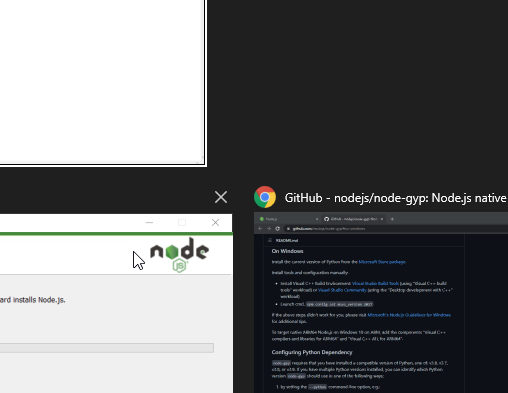 GitHub - nodejs/node-gyp: Node.js native
node
JS
ard installs Node.js.
README.md
On Windows
Install the current version of Python from the Microsoft Store package.
Install tools and configuration manually:
Install Visual C++ Build Environment: Visual Studio Build Tools (using "Visual C++ build
tools" workload) or Visual Studio Community (using the "Desktop development with C++"
workload)
Launch cmd, npm config set msvs_version 2017
If the above steps didn't work for you, please visit Microsoft's Node.js Guidelines for Windows
for additional tips.
To target native ARM64 Node.js on Windows 10 on ARM, add the components "Visual C++
compilers and libraries for ARM64" and "Visual C++ ATL for ARM64".
Configuring Python Dependency
node-gyp requires that you have installed a compatible version of Python, one of: v3.6, v3.7,
v3.8, or v3.9. If you have multiple Python versions installed, you can identify which Python
version node-gyp should use in one of the following ways:
1. by setting the --python command-line option, e.g.: